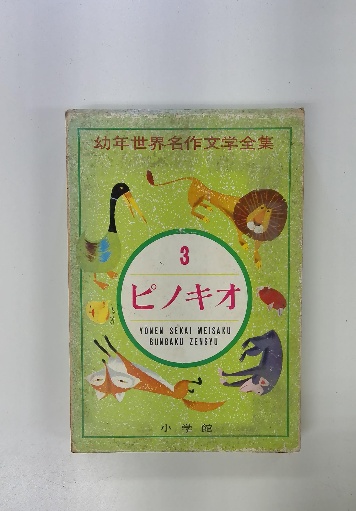 幼年世界名作文学全集
3
ピノキオ
YONEN SEKAI MEISAKU
BUNGAKU ZENSYU
小学館